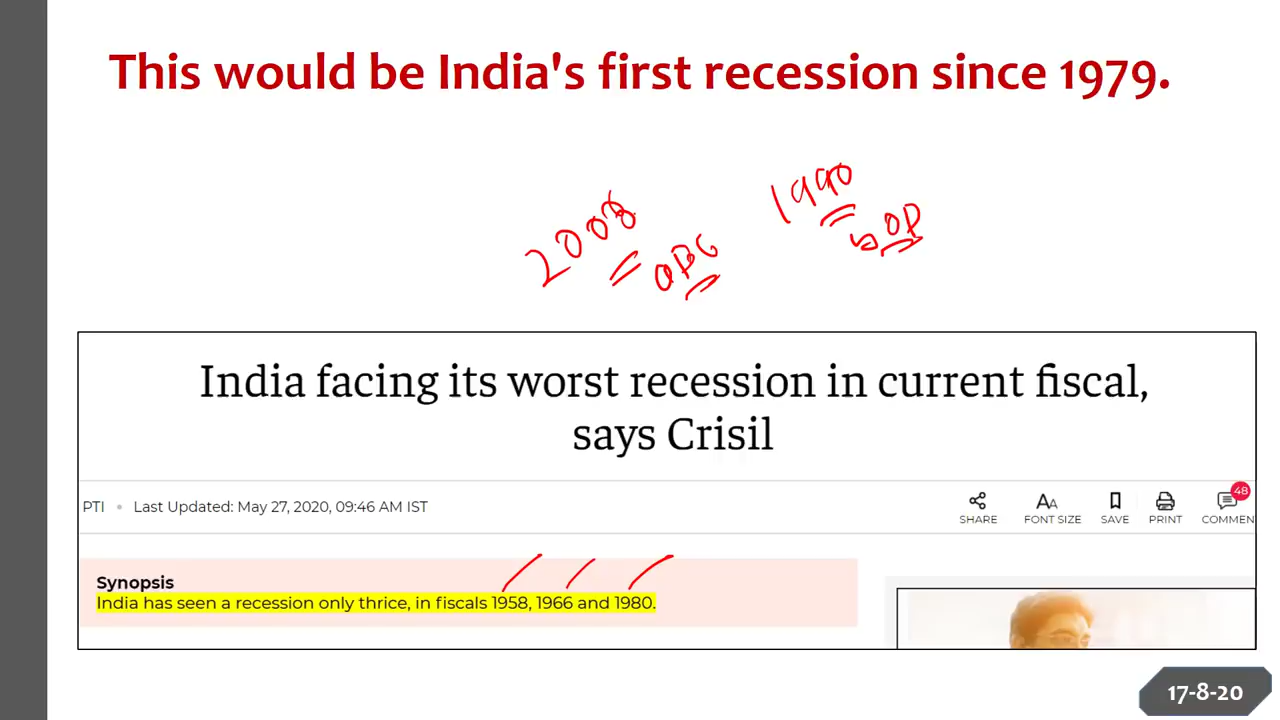 This would be India's first recession since 1979.
1990
BOP
2008
India facing its worst recession in current fiscal,
says Crisil
PTI • Last Updated: May 27, 2020, 09:46 AM IST
SHARE
FONT SIZE
SAVE
PRINT
48
COMMEN
Synopsis
India has seen a recession only thrice, in fiscals 1958, 1966 and 1980.
17-8-20